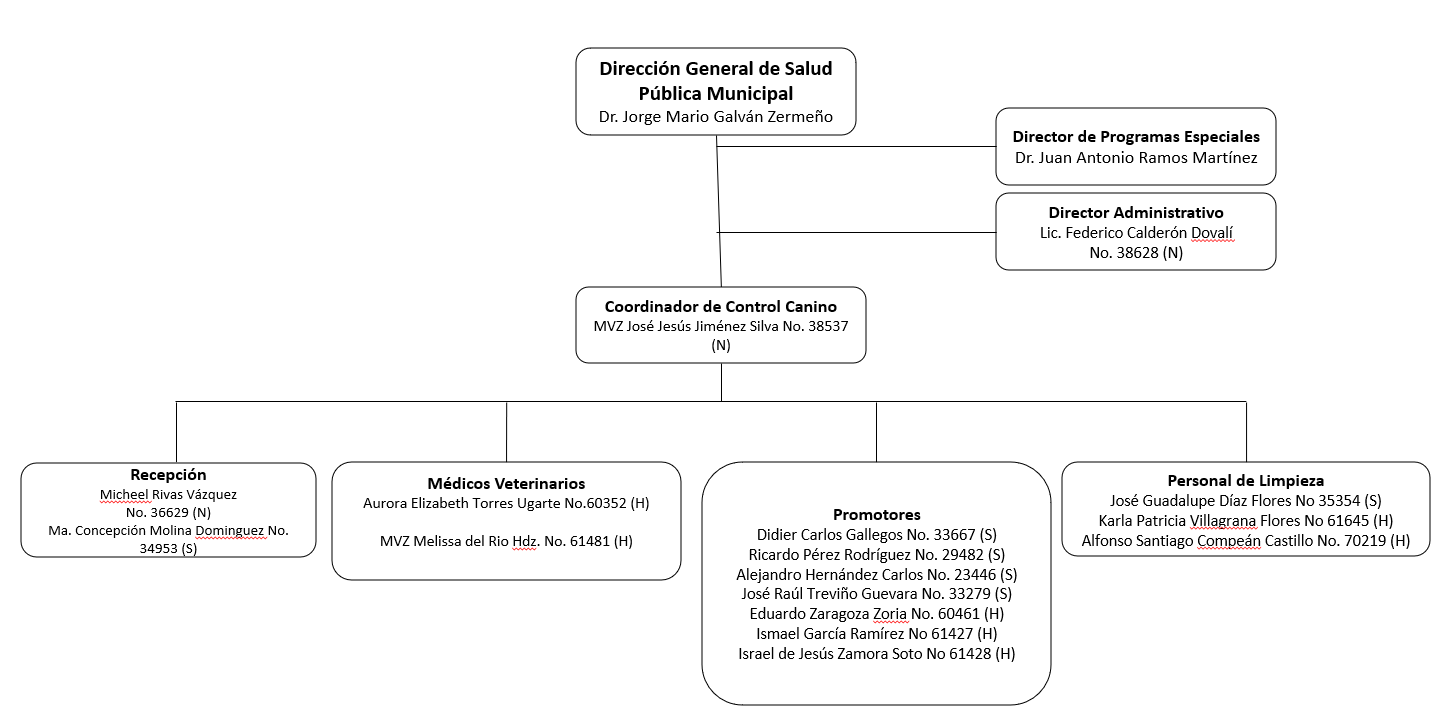 Dirección General de Salud
Pública Municipal
Dr. Jorge Mario Galván Zermeño
Director de Programas Especiales
Dr. Juan Antonio Ramos Martínez
Director Administrativo
Lic. Federico Calderón Dovalí
No. 38628 (N)
Coordinador de Control Canino
MVZ José Jesús Jiménez Silva No. 38537
(N)
Recepción
Micheel Rivas Vázquez
No. 36629 (N)
Ma. Concepción Molina Dominguez No.
34953 (S)
Médicos Veterinarios
Aurora Elizabeth Torres Ugarte No.60352 (H)
MVZ Melissa del Rio Hdz. No. 61481 (H)
Promotores
Didier Carlos Gallegos No. 33667 (S)
Ricardo Pérez Rodríguez No. 29482 (S)
Alejandro Hernández Carlos No. 23446 (S)
José Raúl Treviño Guevara No. 33279 (S)
Eduardo Zaragoza Zoria No. 60461 (H)
Ismael García Ramírez No 61427 (H)
Israel de Jesús Zamora Soto No 61428 (H)
Personal de Limpieza
José Guadalupe Díaz Flores No 35354 (S)
Karla Patricia Villagrana Flores No 61645 (H)
Alfonso Santiago Compeán Castillo No. 70219 (H)